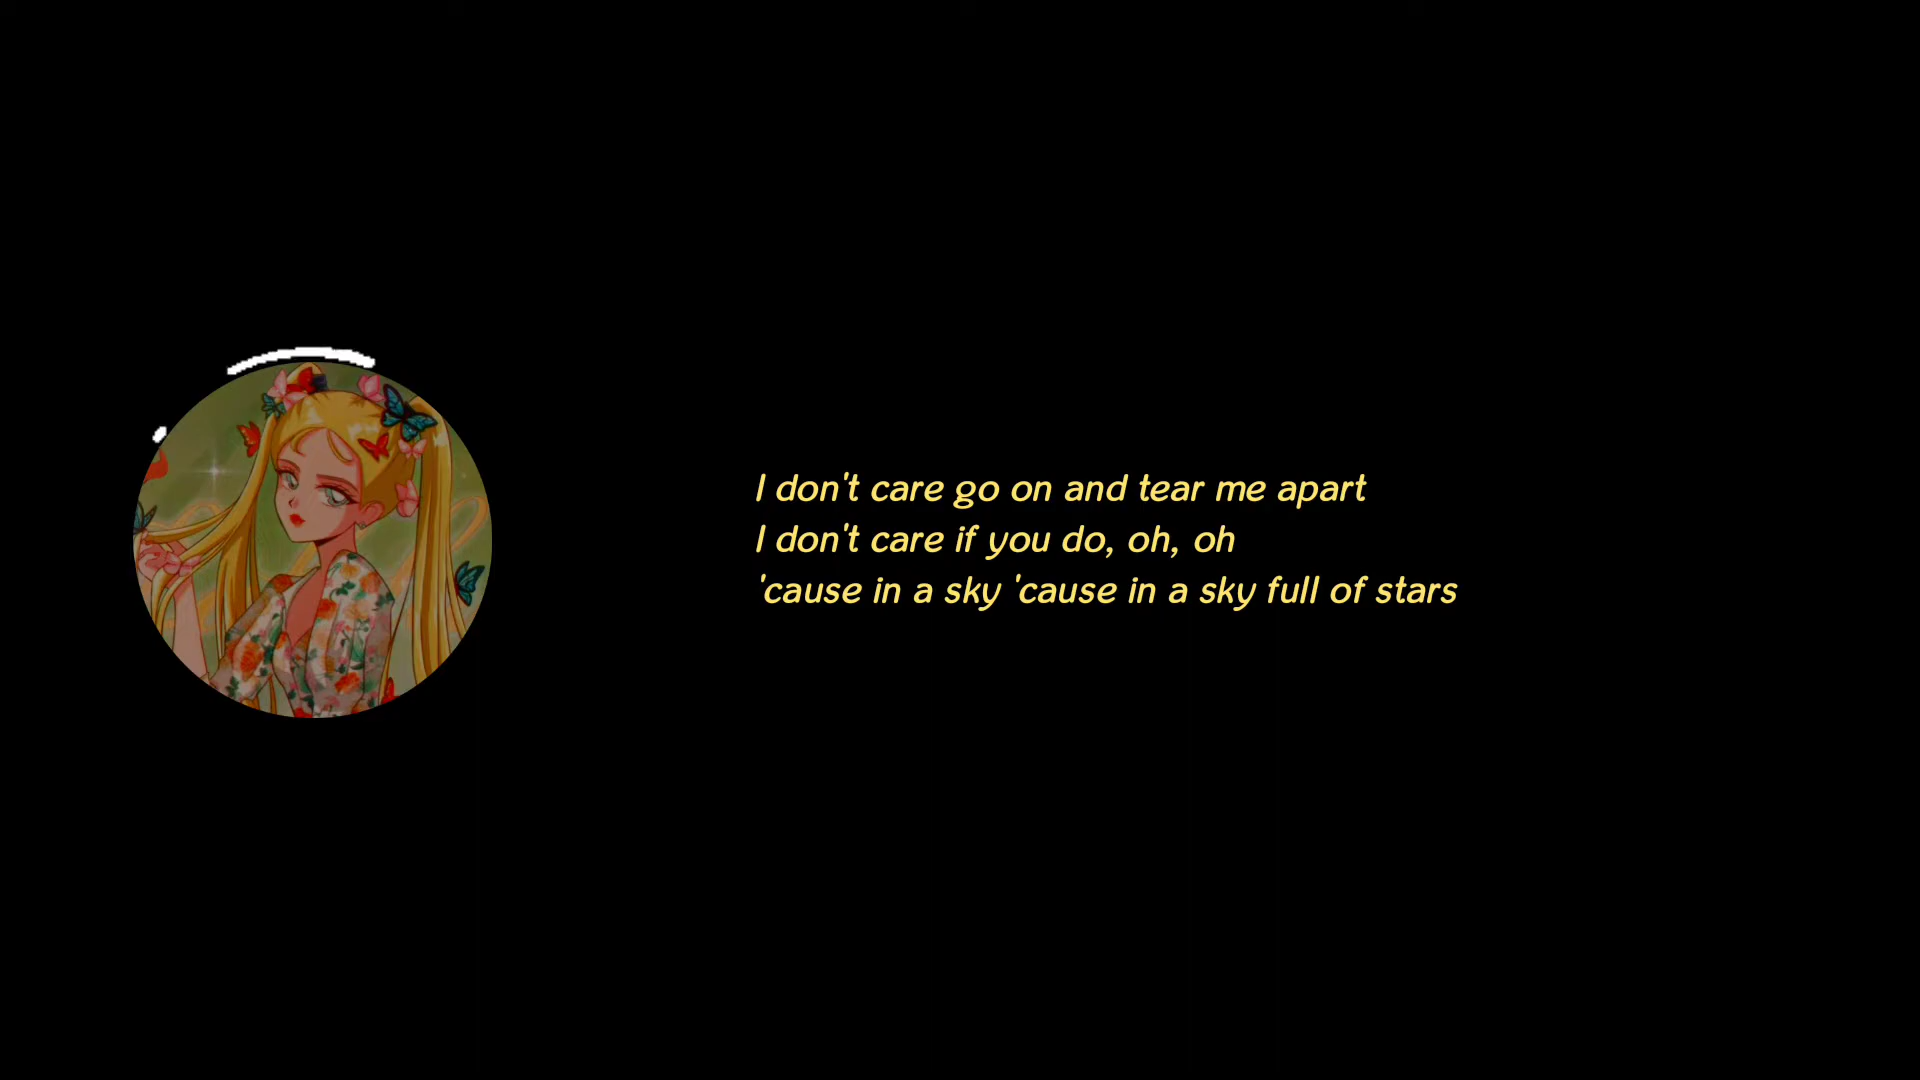 I don't care go on and tear me apart
I don't care if you do, oh, oh
'cause in a sky 'cause in a sky full of stars